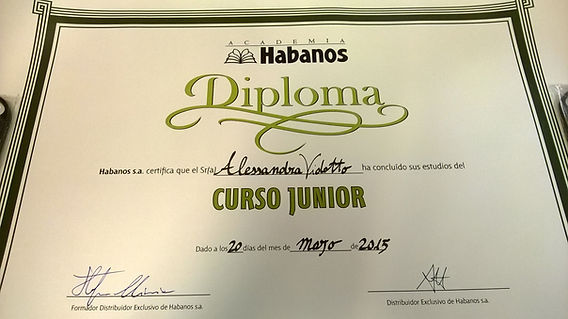 ACADEMIA
Habanos
Diploma
Habanos s.a. certifica que el Sr/a) Alessandra Vidotto ha concluido sus estudios del
CURSO JUNIOR
Dado a los 20 días del mes de Marzo de 2015
Formador Distribuidor Exclusivo de Habanos s.a.
Distribuidor Exclusivo de Habanos s.a.